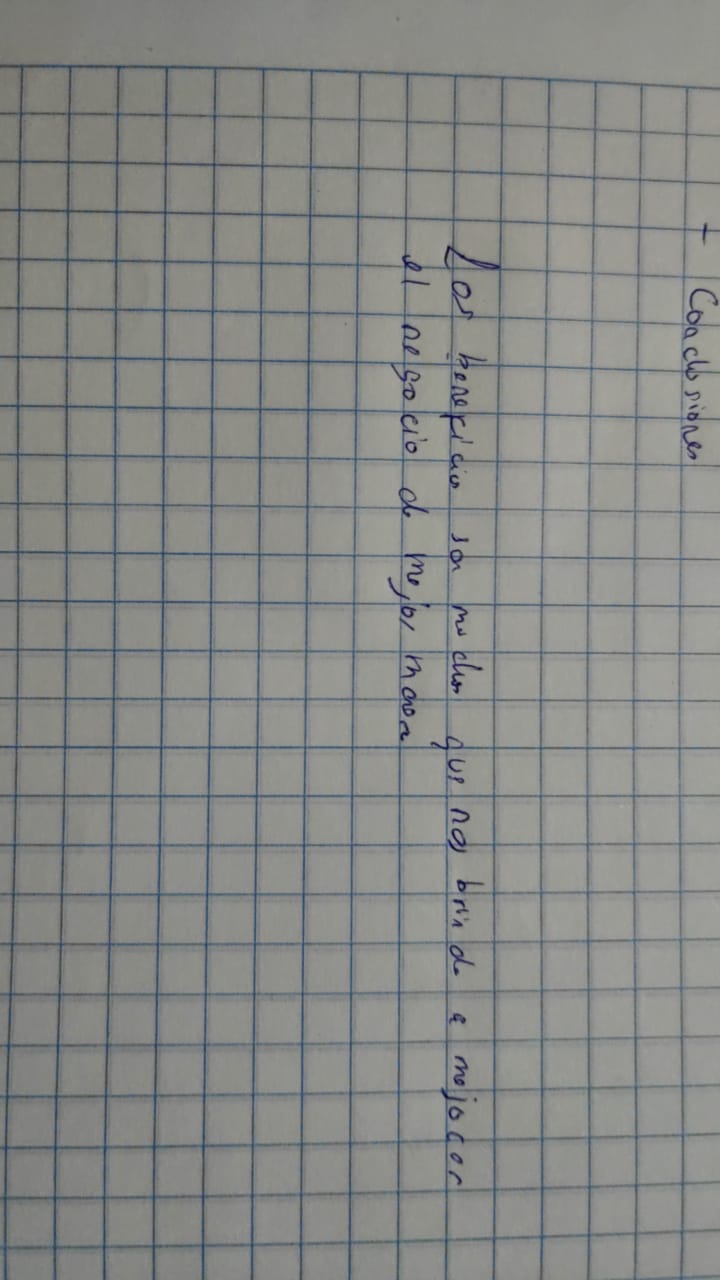 + Conclusiones
Los beneficios son muchos que nos brinda a mejorar
el negocio de mejor manera